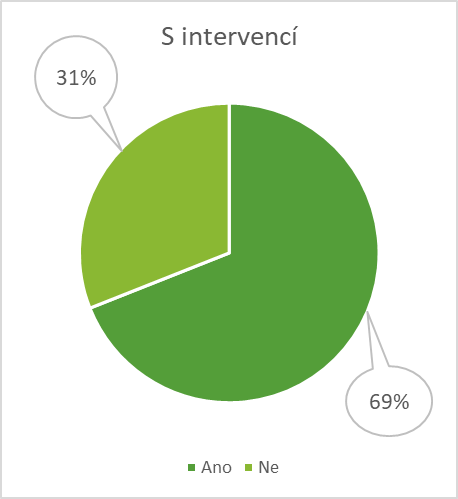 S intervencí
31%
69%
Ano Ne